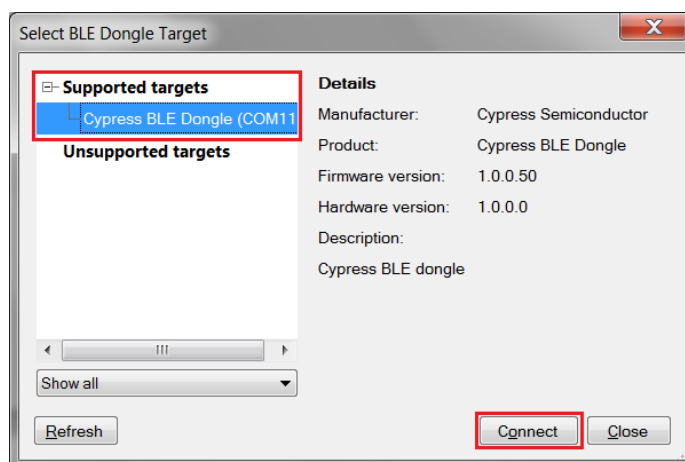 Select BLE Dongle Target
Supported targets
Cypress BLE Dongle (COM11
Unsupported targets
Show all
Refresh
Details
Manufacturer: Cypress Semiconductor
Product: Cypress BLE Dongle
Firmware version: 1.0.0.50
Hardware version: 1.0.0.0
Description:
Cypress BLE dongle
Connect Close